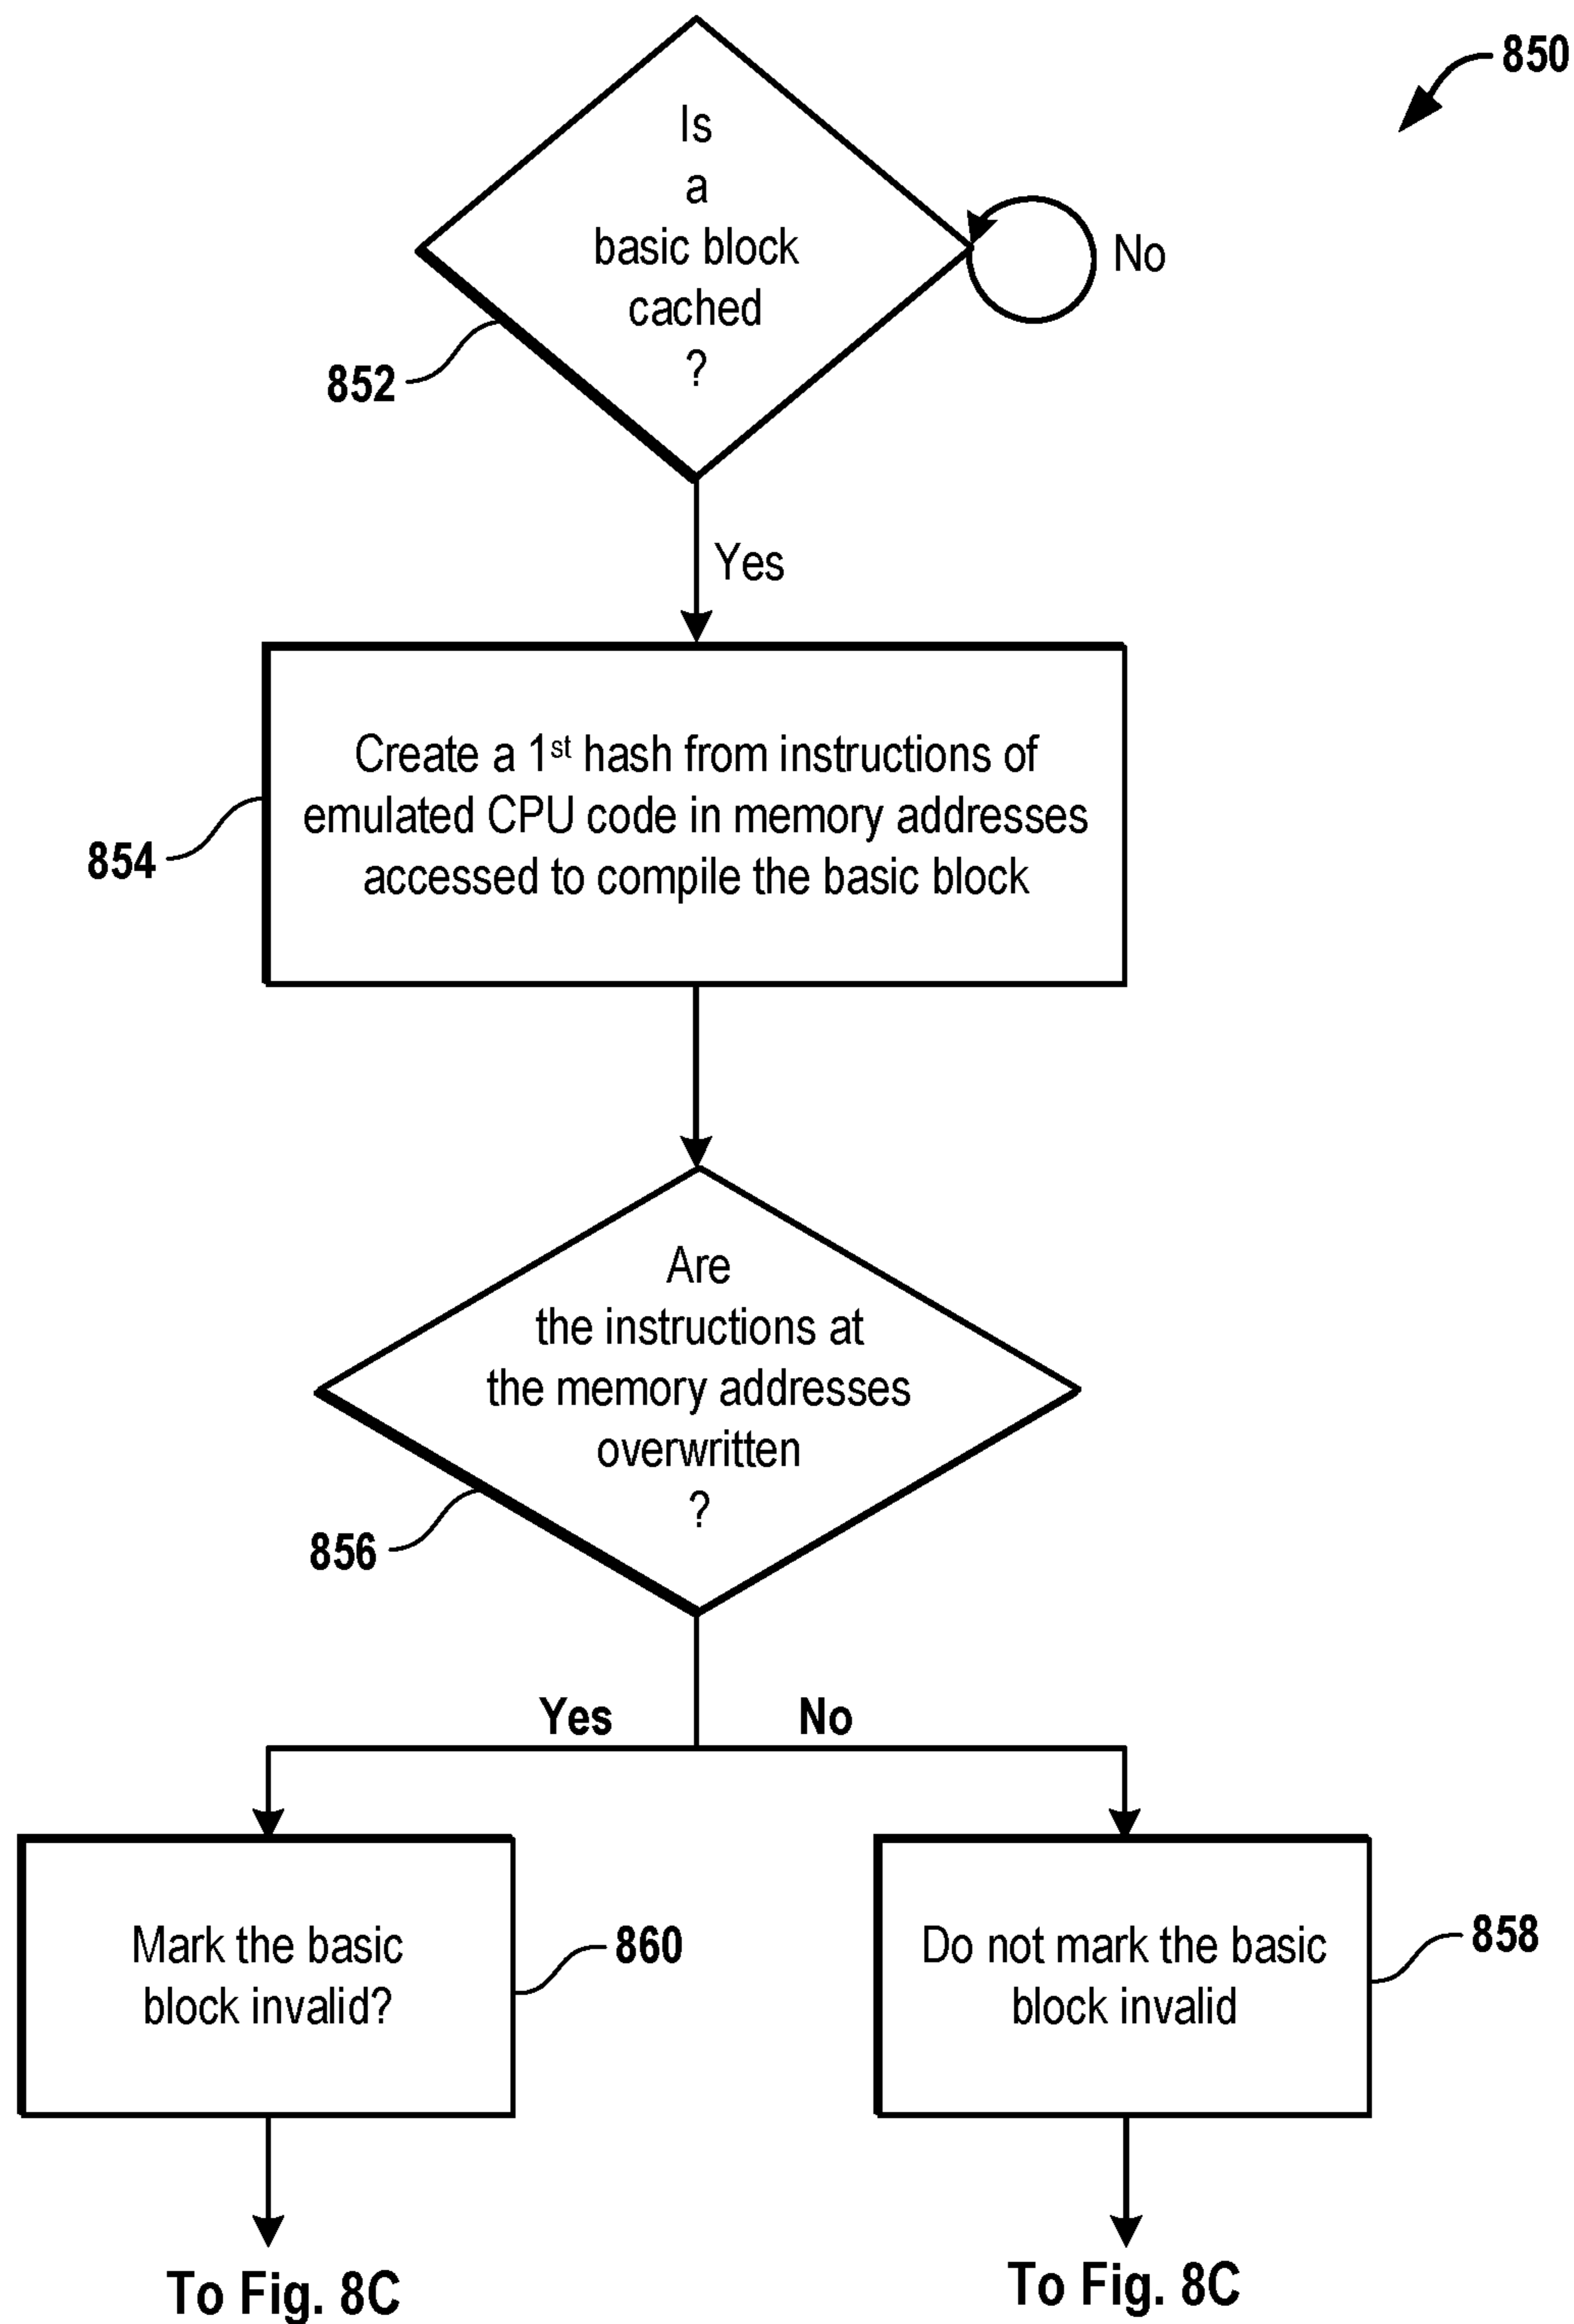 850
Is
a
basic block
cached
?
No
852
Yes
Create a 1st hash from instructions of
emulated CPU code in memory addresses
accessed to compile the basic block
854
Are
the instructions at
the memory addresses
overwritten
?
856
Yes
No
Mark the basic
block invalid?
860
Do not mark the basic
block invalid
858
To Fig. 8C
To Fig. 8C